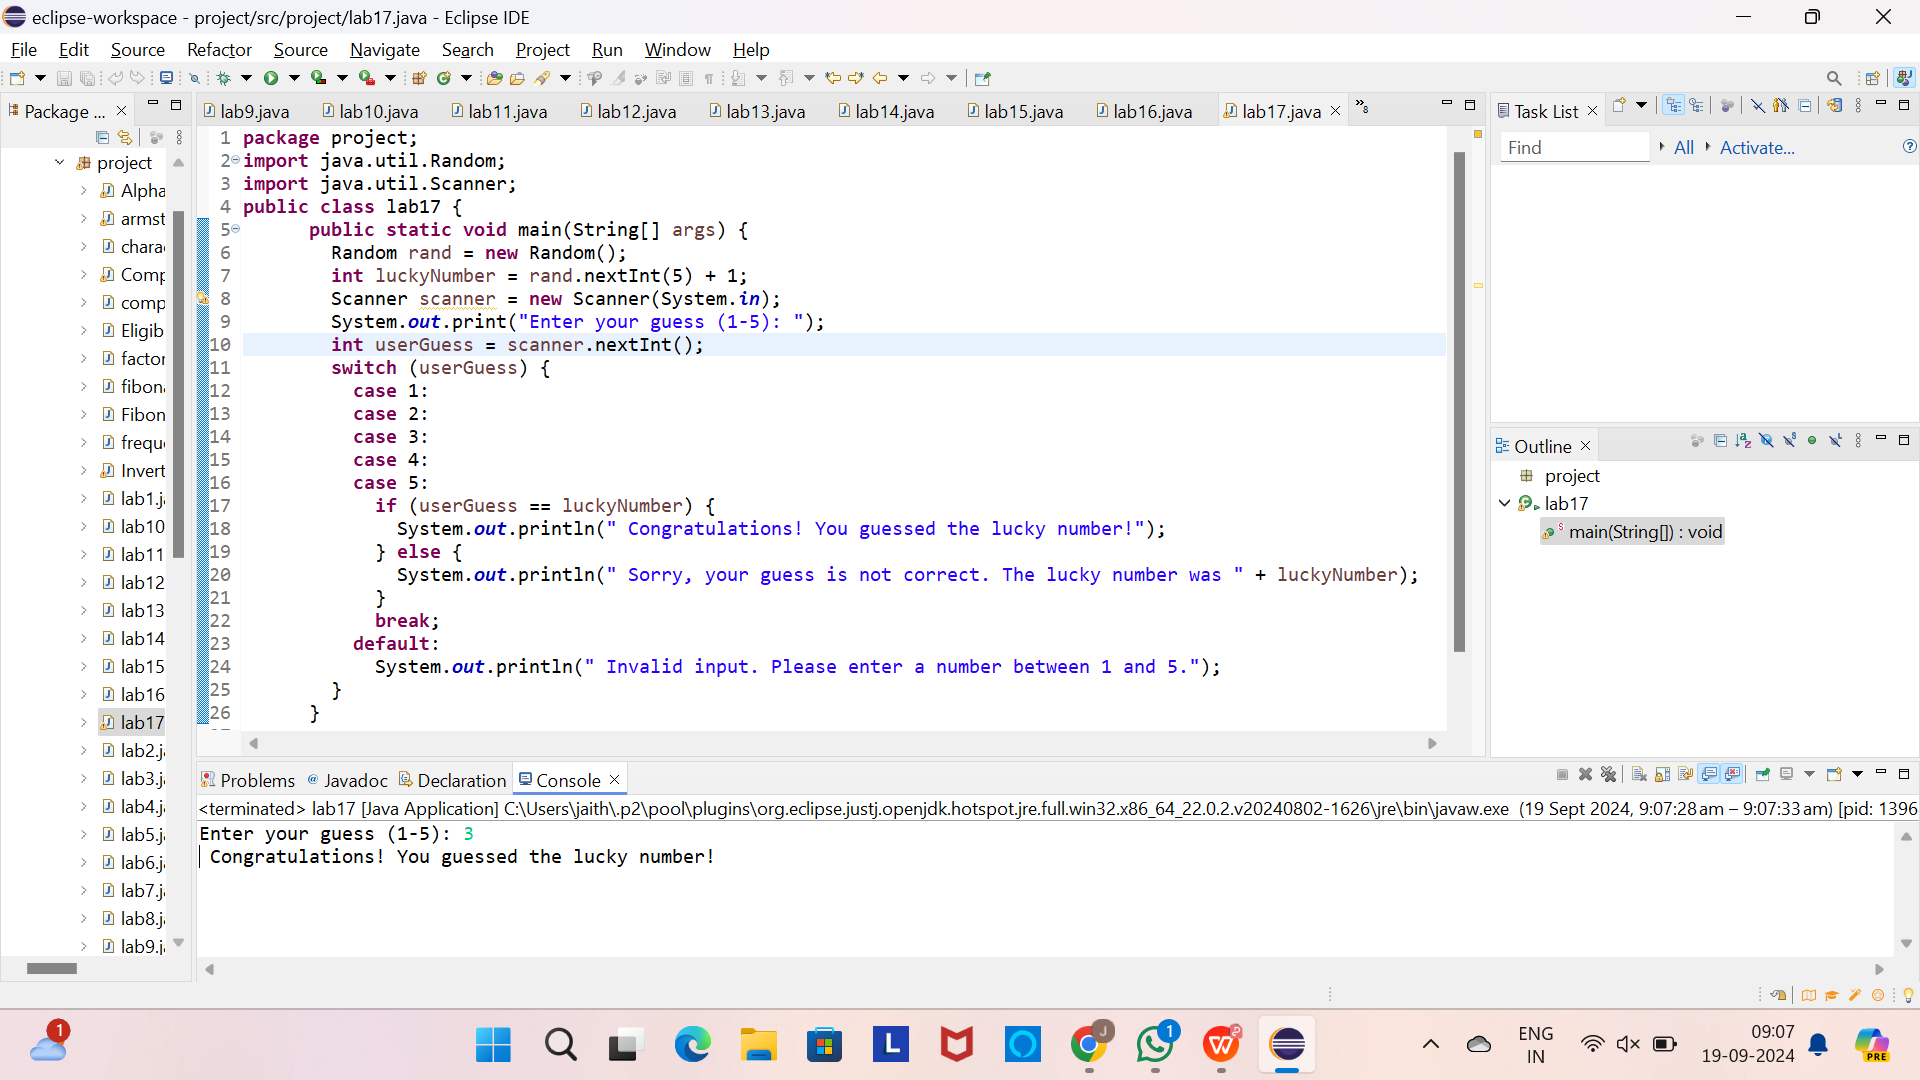 eclipse-workspace - project/src/project/lab17.java - Eclipse IDE
File Edit Source Refactor Source Navigate Search Project Run Window Help
Package ...
project
Alpha
armst
chara
Comp
comp
Eligib
factor
fibona
Fibon
frequ
Invert
lab1.j
lab10
lab11
lab12
lab13
lab14
lab15
lab16
lab17
lab2.j
lab3.j
lab4.j
lab5.j
lab6.j
lab7.j
lab8.j
lab9.j
lab9.java lab10.java lab11.java lab12.java lab13.java lab14.java lab15.java lab16.java lab17.java »8
1 package project;
2 import java.util.Random;
3 import java.util.Scanner;
4 public class lab17 {
5 public static void main(String[] args) {
6 Random rand = new Random();
7 int luckyNumber = rand.nextInt(5) + 1;
8 Scanner scanner = new Scanner(System.in);
9 System.out.print("Enter your guess (1-5): ");
10 int userGuess = scanner.nextInt();
11 switch (userGuess) {
12 case 1:
13 case 2:
14 case 3:
15 case 4:
16 case 5:
17 if (userGuess == luckyNumber) {
18 System.out.println(" Congratulations! You guessed the lucky number!");
19 } else {
20 System.out.println(" Sorry, your guess is not correct. The lucky number was " + luckyNumber);
21 }
22 break;
23 default:
24 System.out.println(" Invalid input. Please enter a number between 1 and 5.");
25 }
26 }
Task List
Find All Activate...
Outline
project
lab17
main(String[]) : void
Problems @ Javadoc Declaration Console
<terminated> lab17 [Java Application] C:\Users\jaith\.p2\pool\plugins\org.eclipse.justj.openjdk.hotspot.jre.full.win32.x86_64_22.0.2.v20240802-1626\jre\bin\javaw.exe (19 Sept 2024, 9:07:28 am – 9:07:33 am) [pid: 1396
Enter your guess (1-5): 3
Congratulations! You guessed the lucky number!
1
L
J
1
W
ENG
IN
09:07
19-09-2024
PRE